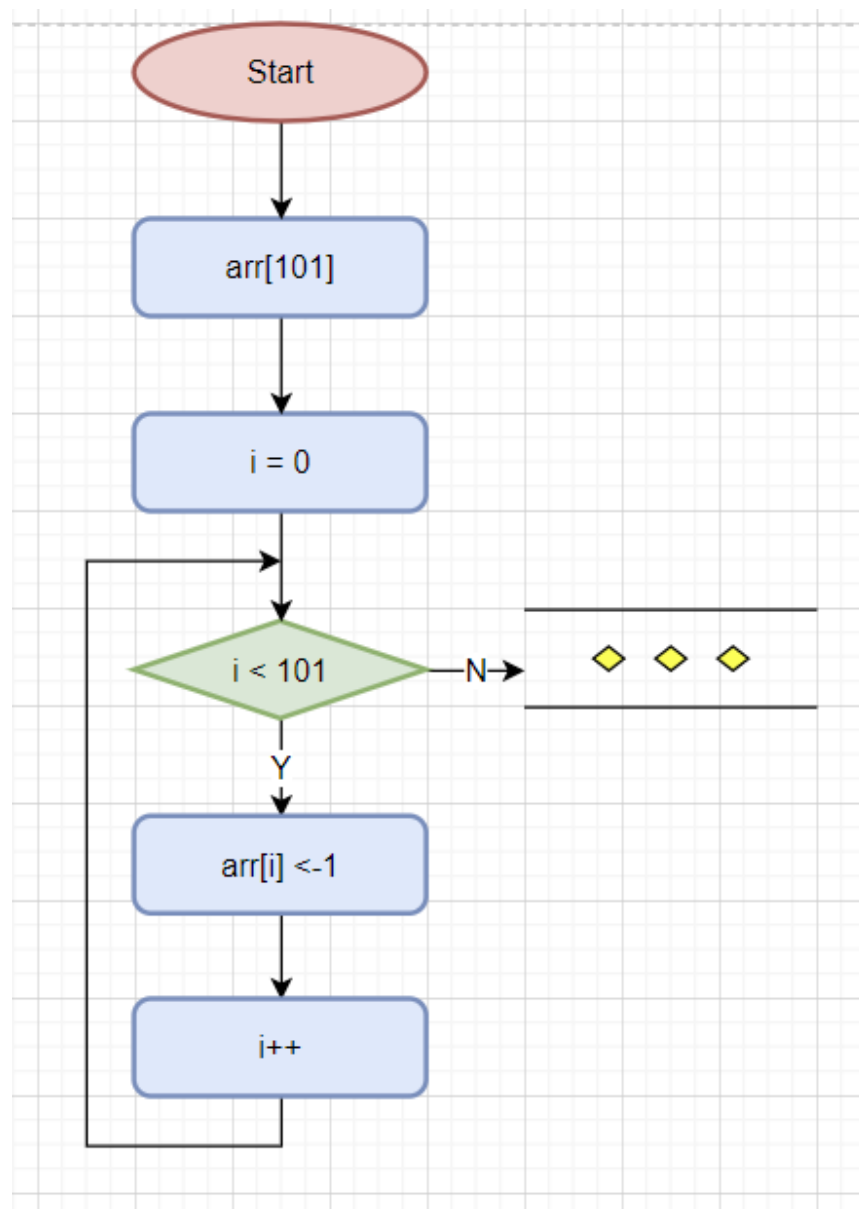 Start
arr[101]
i = 0
i < 101
N
Y
arr[i] <-1
i++